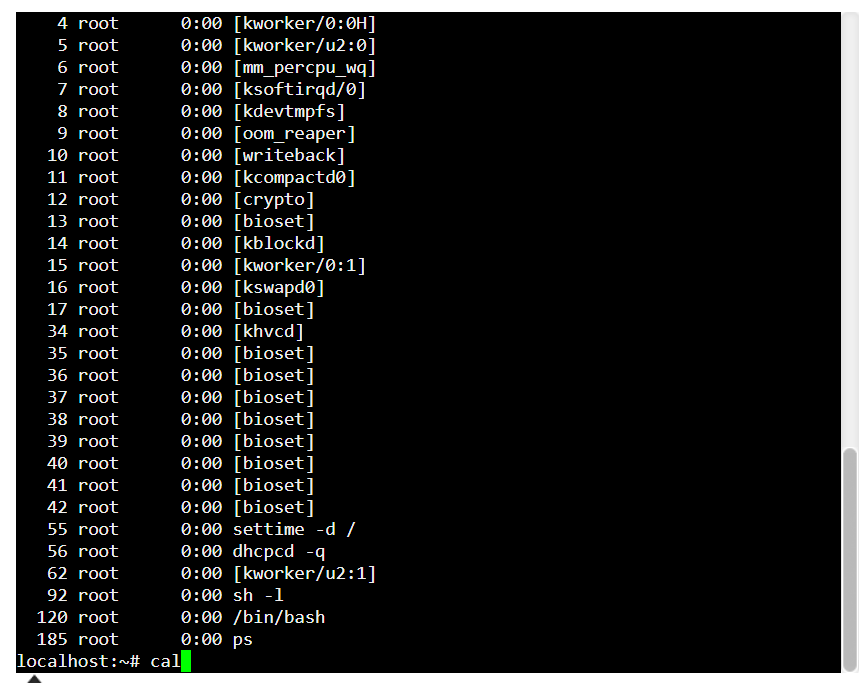 4 root 0:00 [kworker/0:0H]
5 root 0:00 [kworker/u2:0]
6 root 0:00 [mm_percpu_wq]
7 root 0:00 [ksoftirqd/0]
8 root 0:00 [kdevtmpfs]
9 root 0:00 [oom_reaper]
10 root 0:00 [writeback]
11 root 0:00 [kcompactd0]
12 root 0:00 [crypto]
13 root 0:00 [bioset]
14 root 0:00 [kblockd]
15 root 0:00 [kworker/0:1]
16 root 0:00 [kswapd0]
17 root 0:00 [bioset]
34 root 0:00 [khvcd]
35 root 0:00 [bioset]
36 root 0:00 [bioset]
37 root 0:00 [bioset]
38 root 0:00 [bioset]
39 root 0:00 [bioset]
40 root 0:00 [bioset]
41 root 0:00 [bioset]
42 root 0:00 [bioset]
55 root 0:00 settime -d /
56 root 0:00 dhcpcd -q
62 root 0:00 [kworker/u2:1]
92 root 0:00 sh -l
120 root 0:00 /bin/bash
185 root 0:00 ps
localhost:~# cal